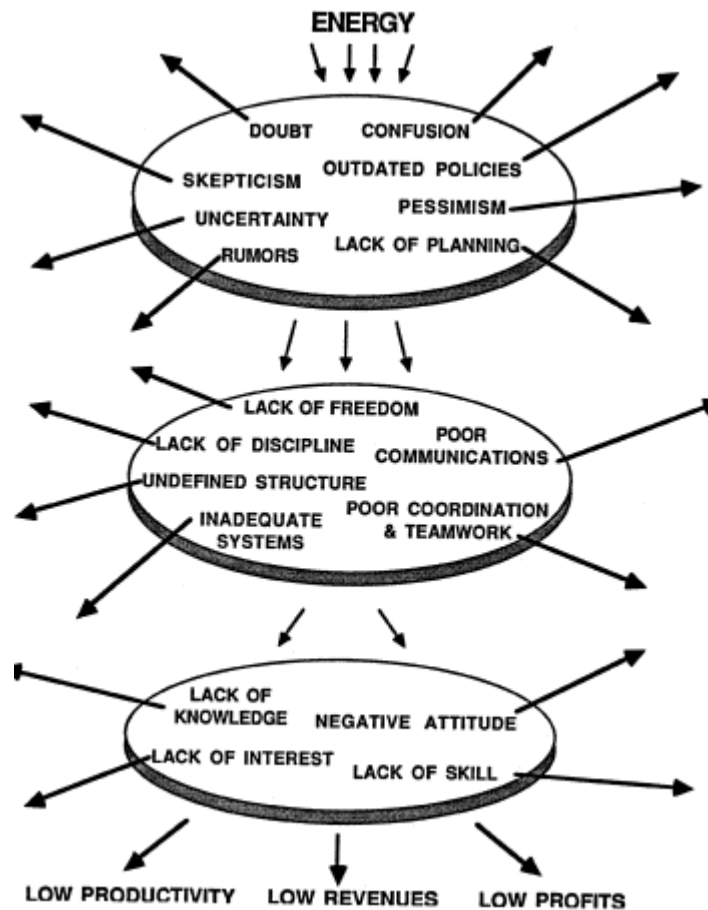 ENERGY
DOUBT
CONFUSION
OUTDATED POLICIES
SKEPTICISM
PESSIMISM
UNCERTAINTY
LACK OF PLANNING
RUMORS
LACK OF FREEDOM
LACK OF DISCIPLINE
POOR
COMMUNICATIONS
UNDEFINED STRUCTURE
INADEQUATE
SYSTEMS
POOR COORDINATION
& TEAMWORK
LACK OF
KNOWLEDGE
NEGATIVE ATTITUDE
LACK OF INTEREST
LACK OF SKILL
LOW PRODUCTIVITY
LOW REVENUES
LOW PROFITS